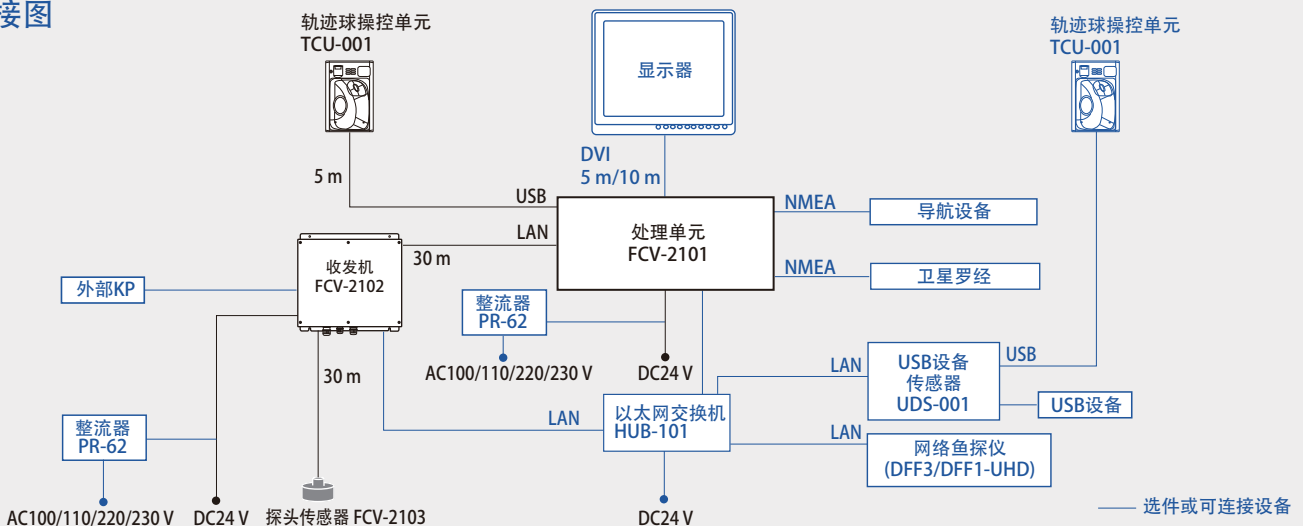 接图
轨迹球操控单元
TCU-001
显示器
轨迹球操控单元
TCU-001
DVI
5 m/10 m
5 m
USB
NMEA
导航设备
LAN
处理单元
FCV-2101
30 m
收发机
FCV-2102
NMEA
卫星罗经
外部KP
整流器
PR-62
AC100/110/220/230 V
DC24 V
30 m
LAN
USB设备
传感器
UDS-001
USB
USB设备
LAN
以太网交换机
HUB-101
LAN
网络鱼探仪
(DFF3/DFF1-UHD)
整流器
PR-62
AC100/110/220/230 V
DC24 V
探头传感器 FCV-2103
DC24 V
选件或可连接设备